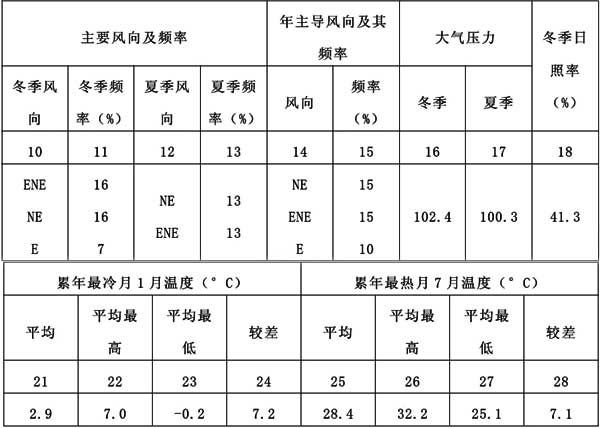 主要风向及频率 年主导风向及其频率 大气压力 冬季日照率(%)
冬季风向 冬季频率(%) 夏季风向 夏季频率(%) 风向 频率(%) 冬季 夏季
10 11 12 13 14 15 16 17 18
ENE 16 NE 13 NE 15 102.4 100.3 41.3
NE 16 ENE 13 ENE 15
E 7 E 10
累年最冷月1月温度(°C) 累年最热月7月温度(°C)
平均 平均最高 平均最低 较差 平均 平均最高 平均最低 较差
21 22 23 24 25 26 27 28
2.9 7.0 -0.2 7.2 28.4 32.2 25.1 7.1